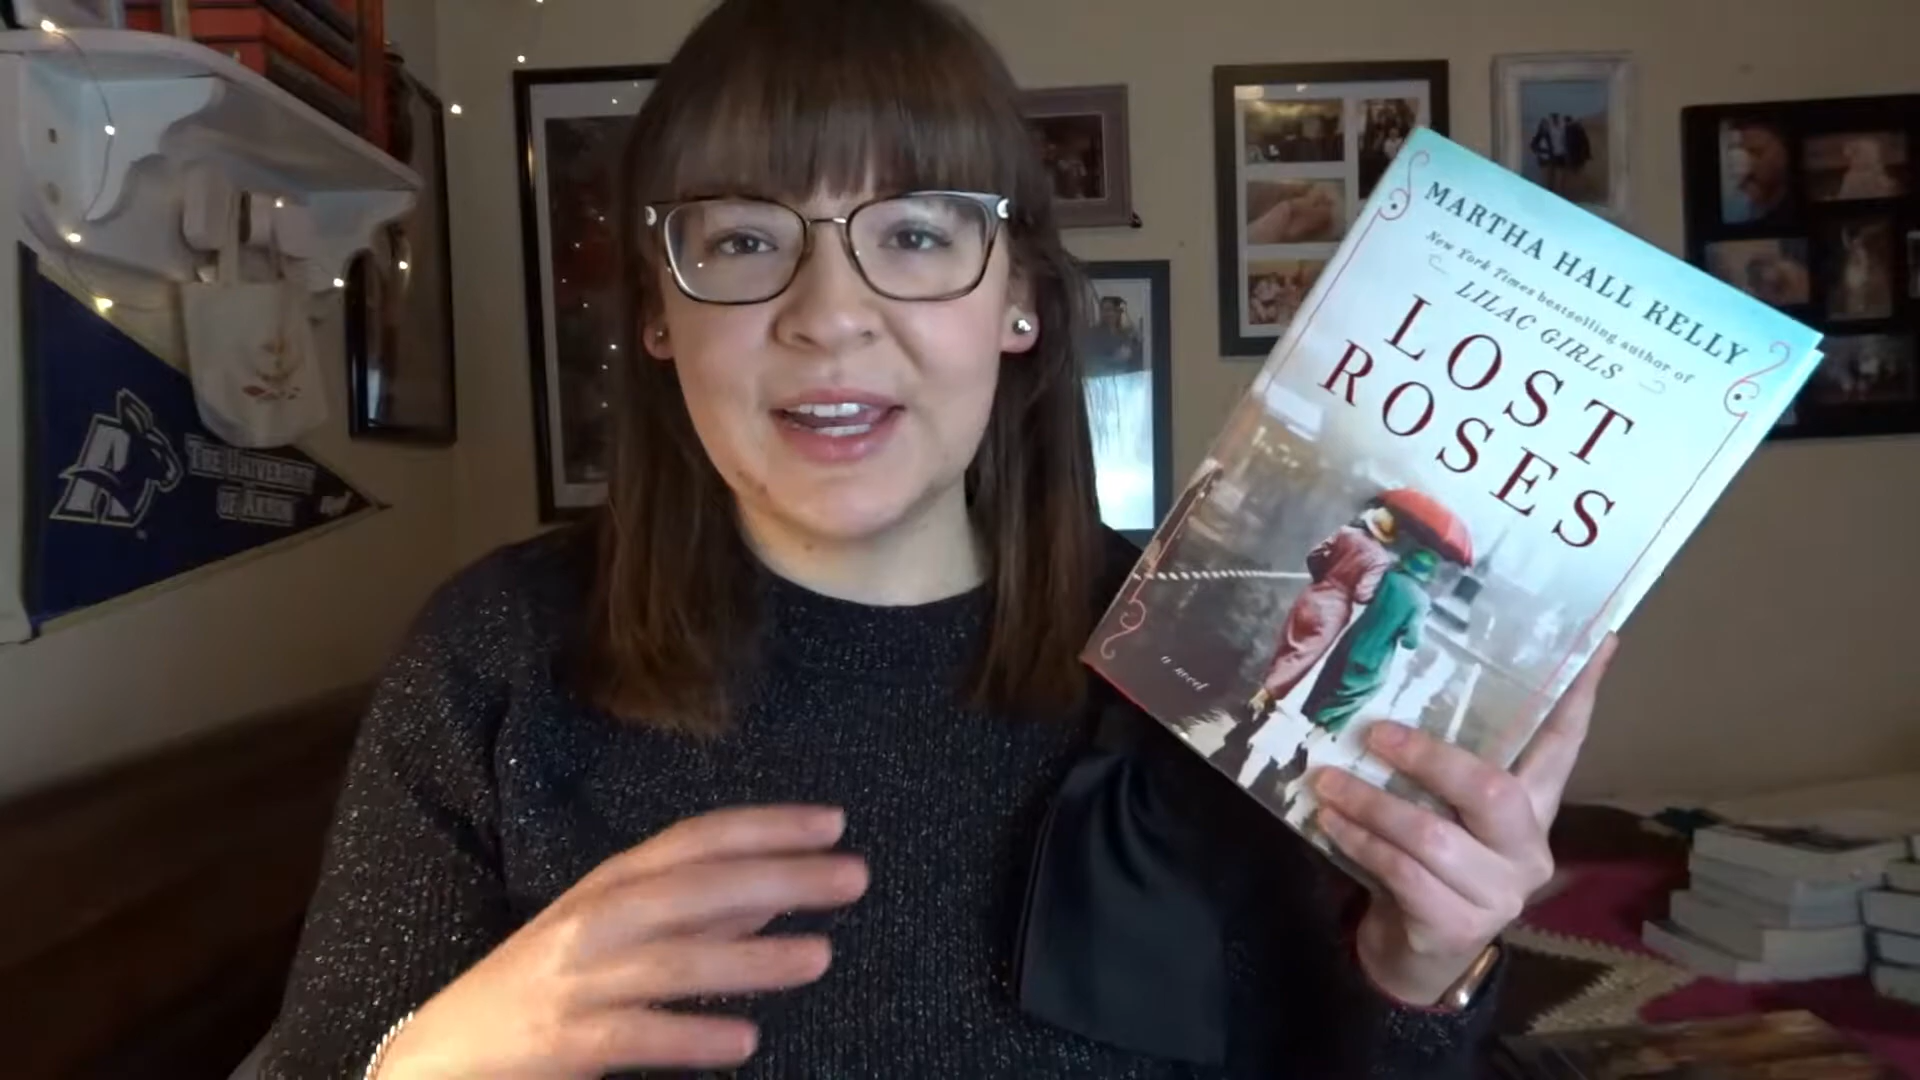 THE UNIVERSITY
OF AKRON
MARTHA HALL KELLY
New York Times bestselling author of
LILAC GIRLS
LOST
ROSES
a novel